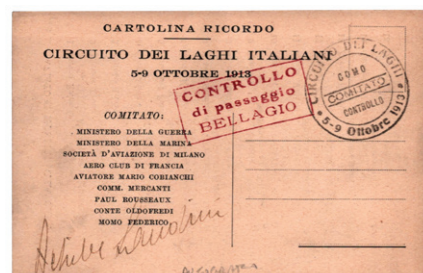 CARTOLINA RICORDO
CIRCUITO DEI LAGHI ITALIANI
5-9 OTTOBRE 1913
CONTROLLO
di passaggio
BELLAGIO
CIRCUITO DEI LAGHI
COMO
COMITATO
CONTROLLO
5-9 Ottobre 1913
COMITATO:
MINISTERO DELLA GUERRA
MINISTERO DELLA MARINA
SOCIETÀ D'AVIAZIONE DI MILANO
AERO CLUB DI FRANCIA
AVIATORE MARIO COBIANCHI
COMM. MERCANTI
PAUL ROUSSEAUX
CONTE OLDOFREDI
MOMO FEDERICO